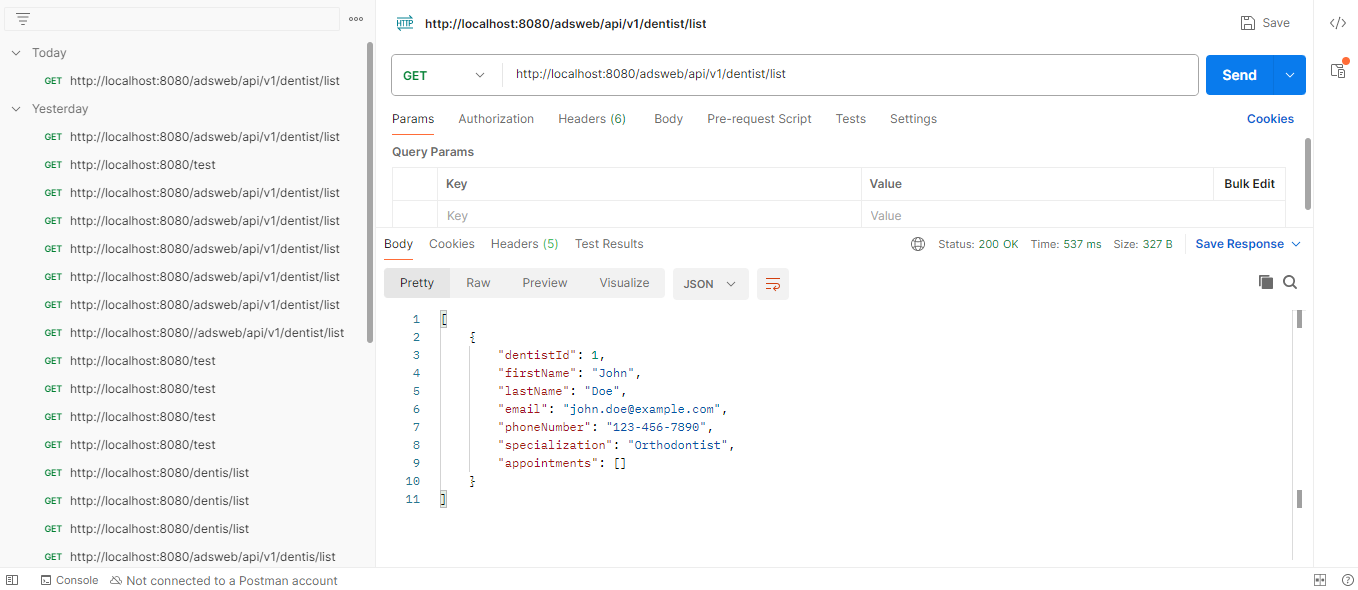 Today
GET http://localhost:8080/adsweb/api/v1/dentist/list
Yesterday
GET http://localhost:8080/adsweb/api/v1/dentist/list
GET http://localhost:8080/test
GET http://localhost:8080/adsweb/api/v1/dentist/list
GET http://localhost:8080/adsweb/api/v1/dentist/list
GET http://localhost:8080/adsweb/api/v1/dentist/list
GET http://localhost:8080/adsweb/api/v1/dentist/list
GET http://localhost:8080/adsweb/api/v1/dentist/list
GET http://localhost:8080//adsweb/api/v1/dentist/list
GET http://localhost:8080/test
GET http://localhost:8080/test
GET http://localhost:8080/test
GET http://localhost:8080/test
GET http://localhost:8080/dentis/list
GET http://localhost:8080/dentis/list
GET http://localhost:8080/dentis/list
GET http://localhost:8080/adsweb/api/v1/dentis/list
HTTP http://localhost:8080/adsweb/api/v1/dentist/list Save </>
GET http://localhost:8080/adsweb/api/v1/dentist/list Send
Params Authorization Headers (6) Body Pre-request Script Tests Settings Cookies
Query Params
Key Value Bulk Edit
Key Value
Body Cookies Headers (5) Test Results Status: 200 OK Time: 537 ms Size: 327 B Save Response
Pretty Raw Preview Visualize JSON
1 [
2 {
3 "dentistId": 1,
4 "firstName": "John",
5 "lastName": "Doe",
6 "email": "john.doe@example.com",
7 "phoneNumber": "123-456-7890",
8 "specialization": "Orthodontist",
9 "appointments": []
10 }
11 ]
Console Not connected to a Postman account